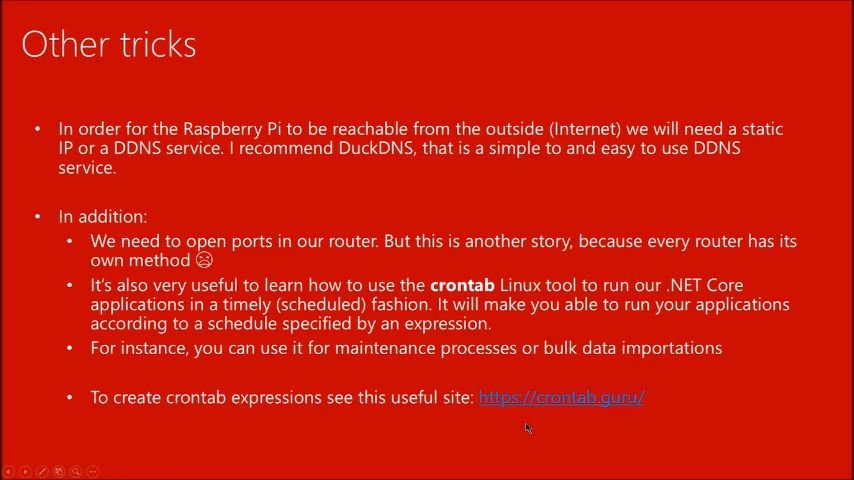 Other tricks
• In order for the Raspberry Pi to be reachable from the outside (Internet) we will need a static
IP or a DDNS service. I recommend DuckDNS, that is a simple to and easy to use DDNS
service.
• In addition:
• We need to open ports in our router. But this is another story, because every router has its
own method ☹
• It's also very useful to learn how to use the crontab Linux tool to run our .NET Core
applications in a timely (scheduled) fashion. It will make you able to run your applications
according to a schedule specified by an expression.
• For instance, you can use it for maintenance processes or bulk data importations
• To create crontab expressions see this useful site: https://crontab.guru/